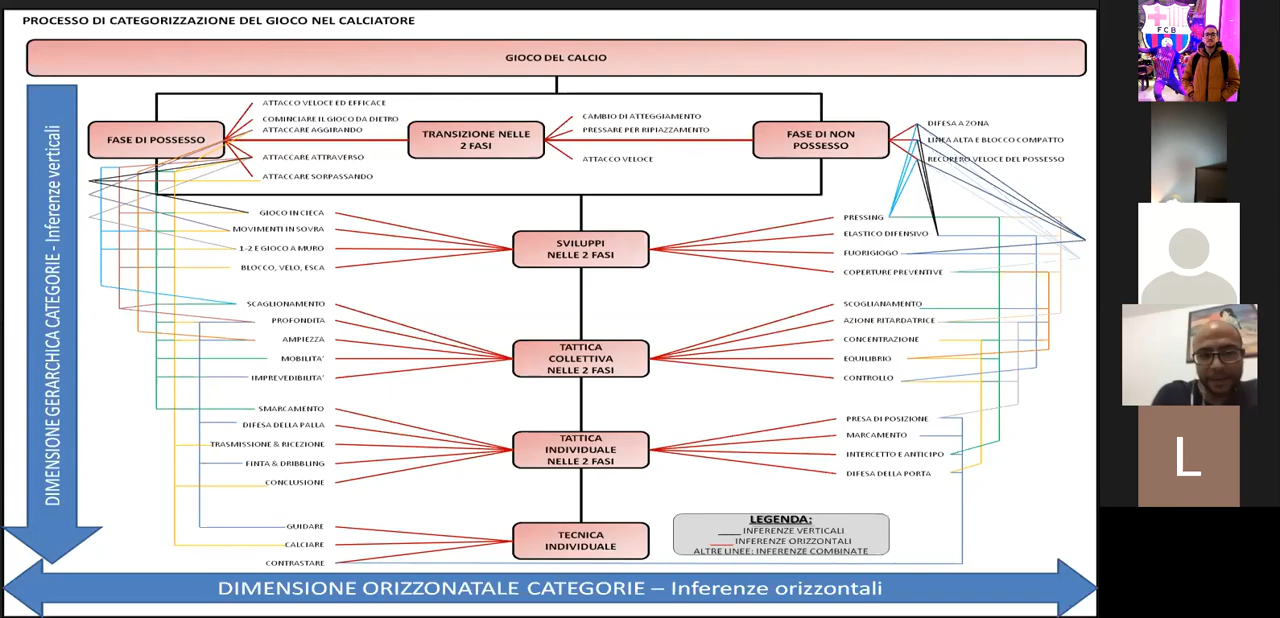 PROCESSO DI CATEGORIZZAZIONE DEL GIOCO NEL CALCIATORE
GIOCO DEL CALCIO
FASE DI POSSESSO
ATTACCO VELOCE ED EFFICACE
COMINCIARE IL GIOCO DA DIETRO
ATTACCARE AGGIRANDO
ATTACCARE ATTRAVERSO
ATTACCARE SORPASSANDO
TRANSIZIONE NELLE
2 FASI
CAMBIO DI ATTEGGIAMENTO
PRESSARE PER RIPIAZZAMENTO
ATTACCO VELOCE
FASE DI NON
POSSESSO
DIFESA A ZONA
LINEA ALTA E BLOCCO COMPATTO
RECUPERO VELOCE DEL POSSESSO
GIOCO IN CIECA
MOVIMENTI IN SOVRA
1-2 E GIOCO A MURO
BLOCCO, VELO, ESCA
SVILUPPI
NELLE 2 FASI
PRESSING
ELASTICO DIFENSIVO
FUORIGIOGO
COPERTURE PREVENTIVE
SCAGLIONAMENTO
PROFONDITA
AMPIEZZA
MOBILITA'
IMPREVEDIBILITA'
TATTICA
COLLETTIVA
NELLE 2 FASI
SCOGLIANAMENTO
AZIONE RITARDATRICE
CONCENTRAZIONE
EQUILIBRIO
CONTROLLO
SMARCAMENTO
DIFESA DELLA PALLA
TRASMISSIONE & RICEZIONE
FINTA & DRIBBLING
CONCLUSIONE
TATTICA
INDIVIDUALE
NELLE 2 FASI
PRESA DI POSIZIONE
MARCAMENTO
INTERCETTO E ANTICIPO
DIFESA DELLA PORTA
GUIDARE
CALCIARE
CONTRASTARE
TECNICA
INDIVIDUALE
LEGENDA:
____ INFERENZE VERTICALI
____ INFERENZE ORIZZONTALI
ALTRE LINEE: INFERENZE COMBINATE
DIMENSIONE GERARCHICA CATEGORIE - Inferenze verticali
DIMENSIONE ORIZZONATALE CATEGORIE – Inferenze orizzontali
FCB
L